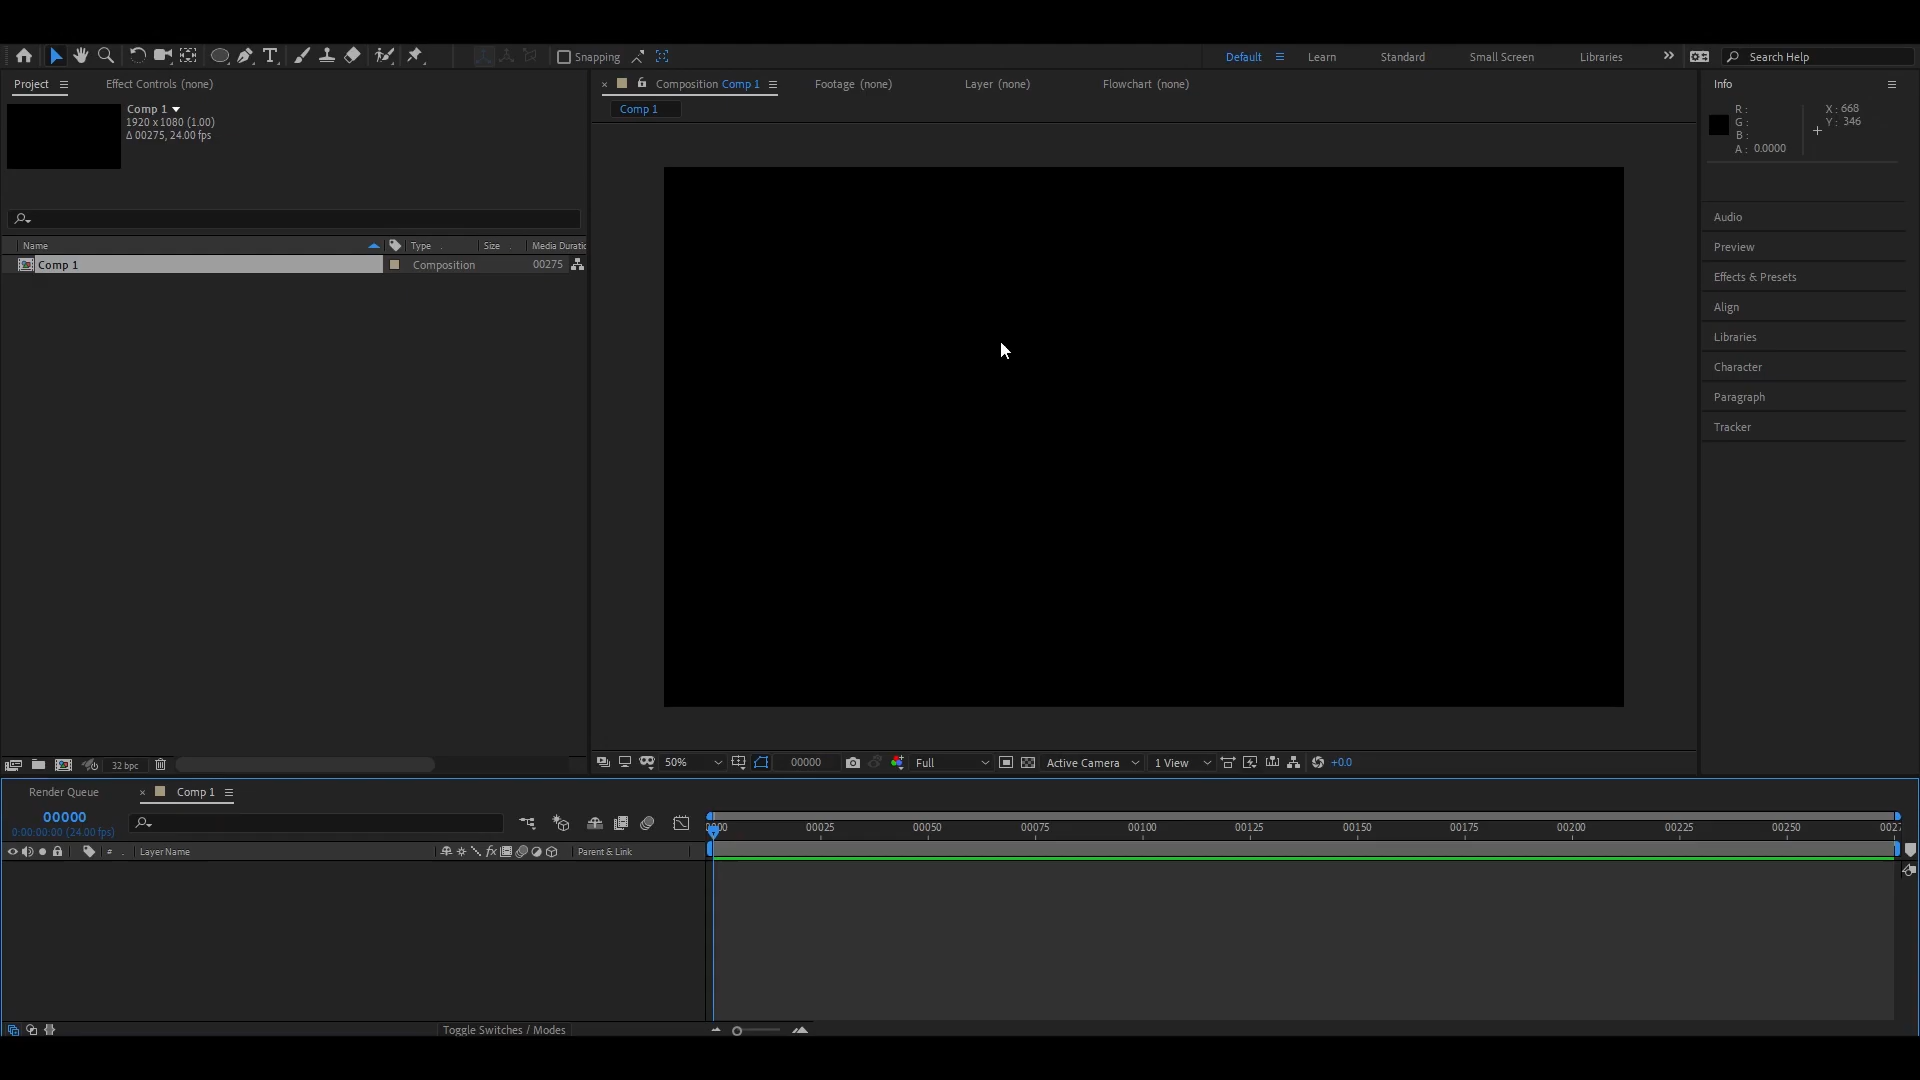 Snapping
Default
Learn
Standard
Small Screen
Libraries
Search Help
Project
Effect Controls (none)
Comp 1
1920 x 1080 (1.00)
Δ 00275, 24.00 fps
Name
Type
Size
Comp 1
Composition
00275
32 bpc
Composition Comp 1
Footage (none)
Layer (none)
Flowchart (none)
Comp 1
50%
00000
Full
Active Camera
1 View
+0.0
Info
R :
G :
B :
A : 0.0000
X : 668
Y : 346
Audio
Preview
Effects & Presets
Align
Libraries
Character
Paragraph
Tracker
Render Queue
Comp 1
00000
0:00:00:00 (24.00 fps)
# Layer Name
fx
Parent & Link
00025
00050
00075
00100
00125
00150
00175
00200
00225
00250
Toggle Switches / Modes